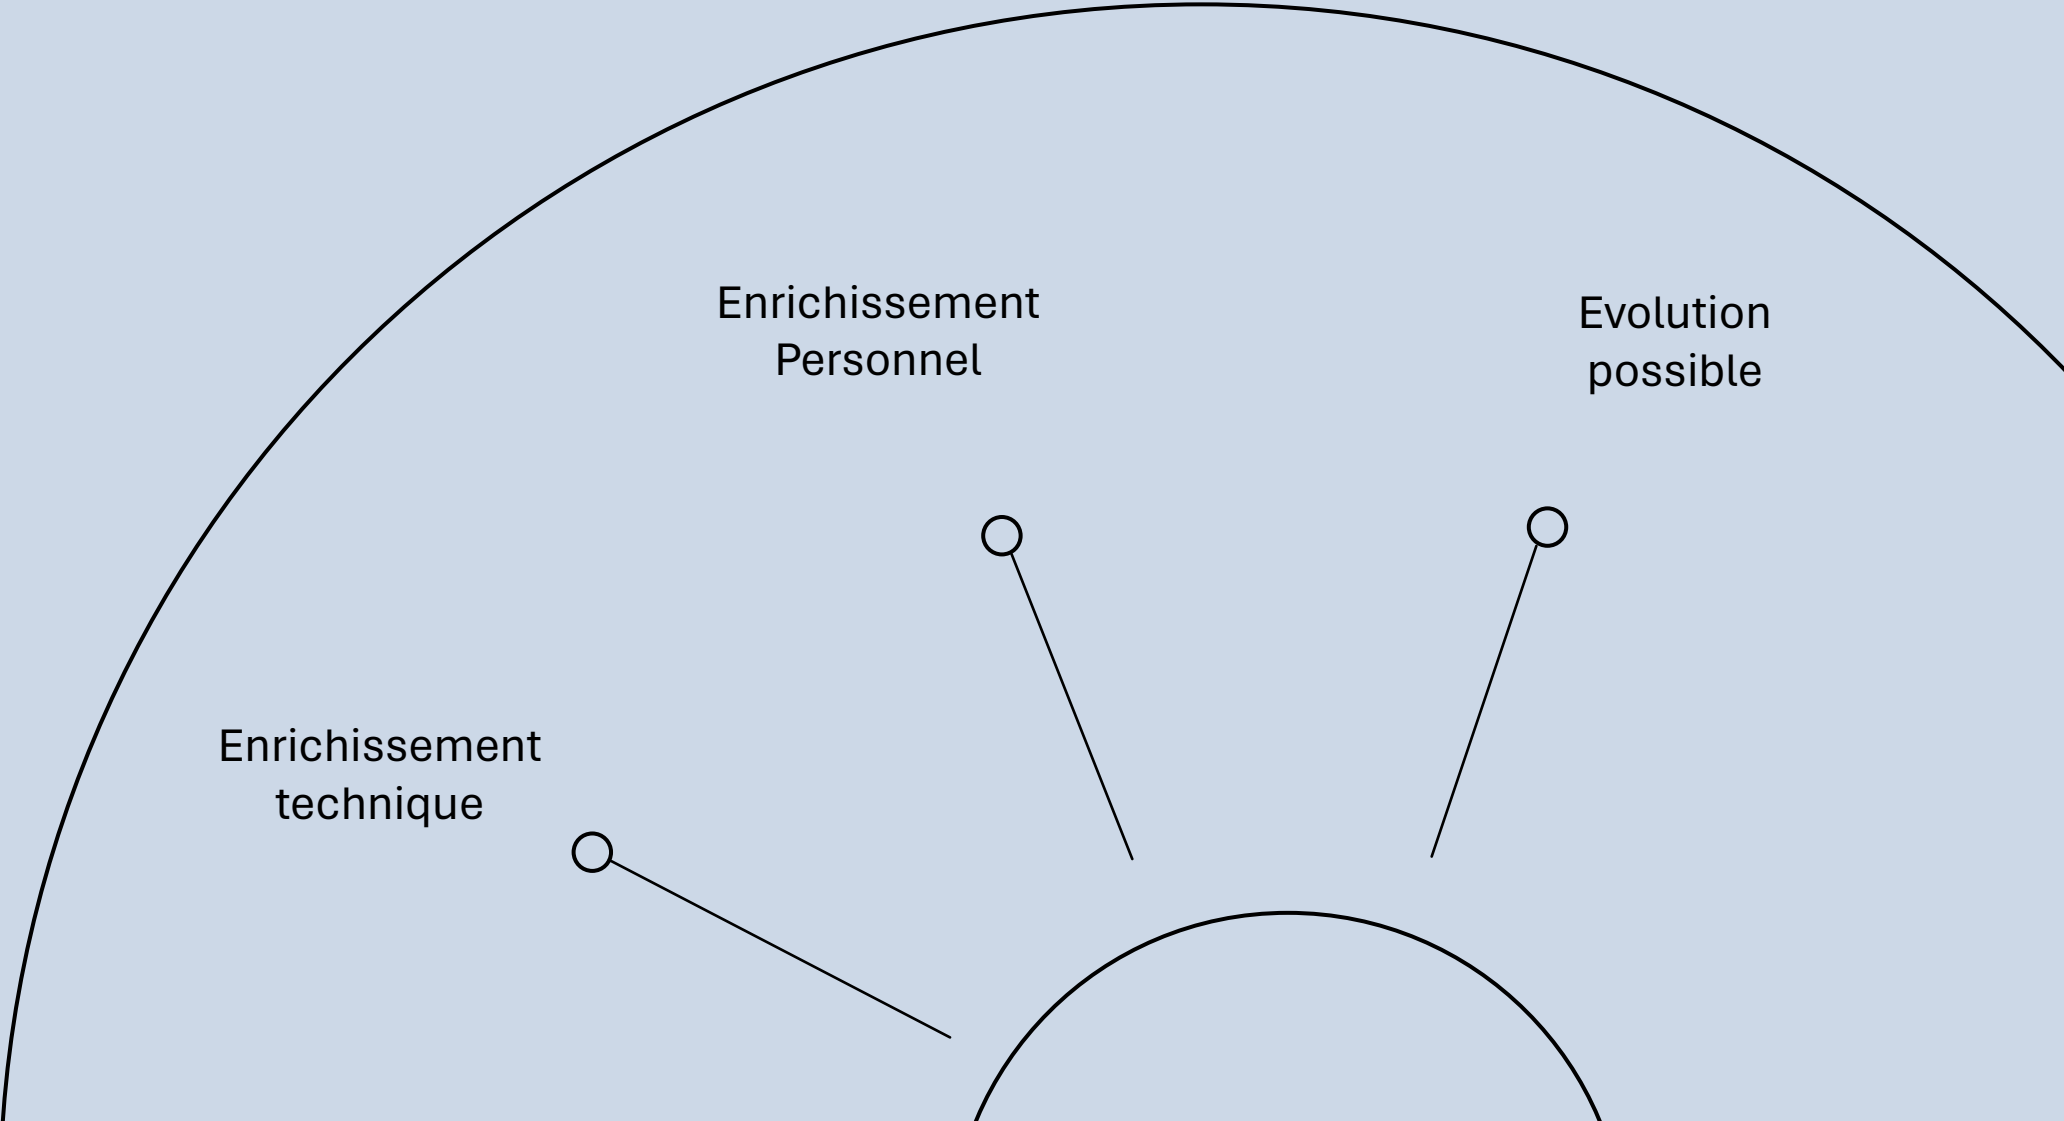 Enrichissement
Personnel
Evolution
possible
Enrichissement
technique